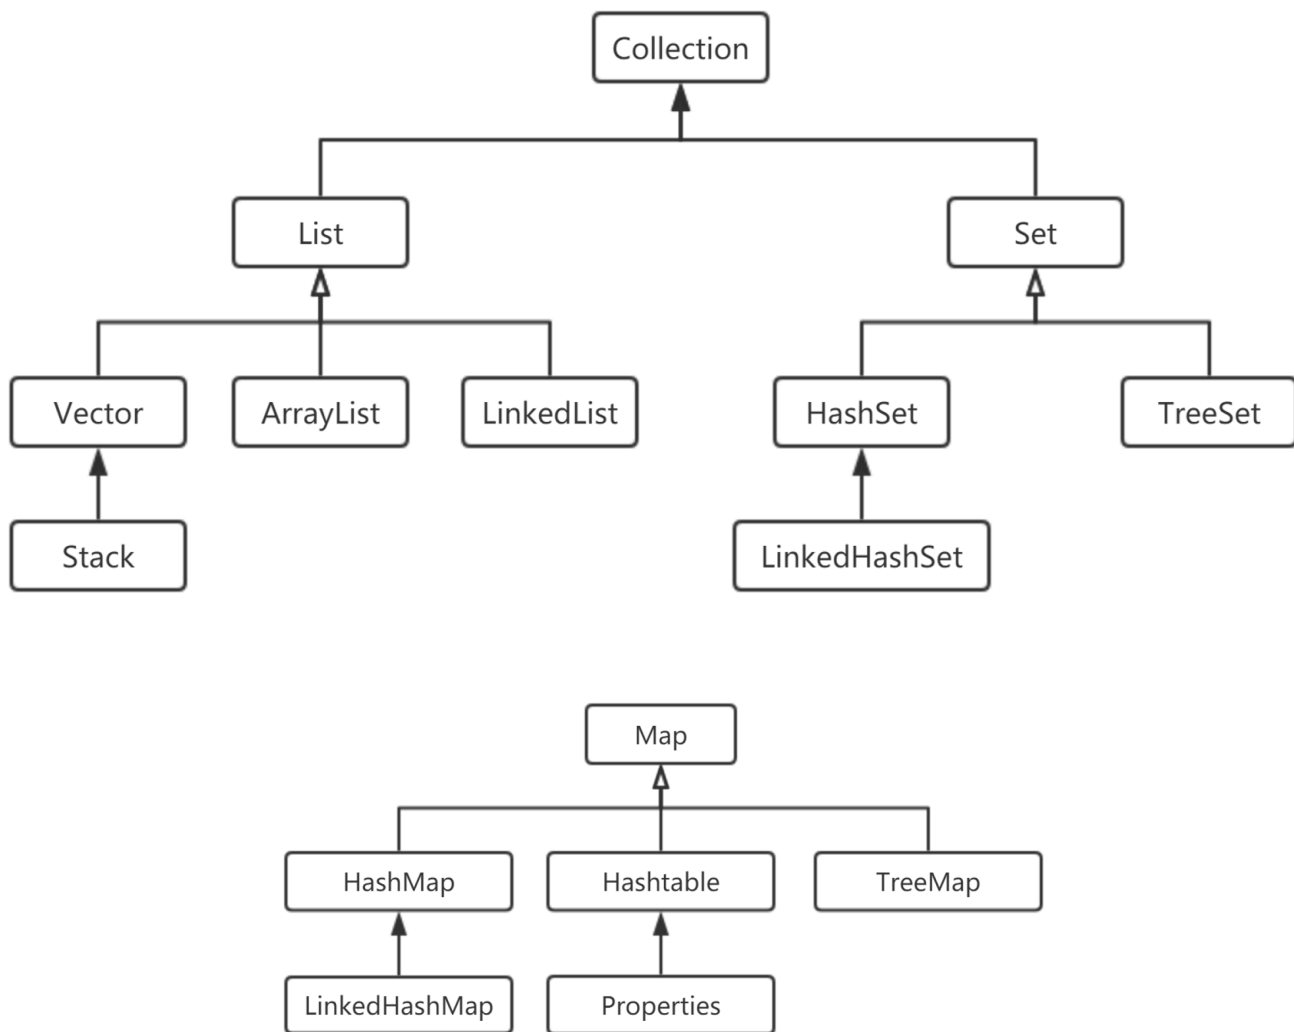 Collection
List
Set
Vector
ArrayList
LinkedList
HashSet
TreeSet
Stack
LinkedHashSet
Map
HashMap
Hashtable
TreeMap
LinkedHashMap
Properties